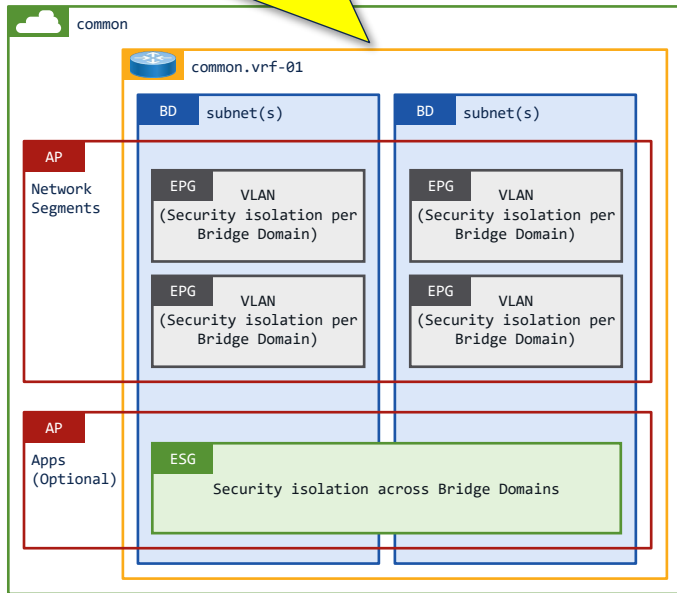 common
common.vrf-01
BD subnet(s)
BD subnet(s)
AP
Network
Segments
EPG
VLAN
(Security isolation per
Bridge Domain)
EPG
VLAN
(Security isolation per
Bridge Domain)
EPG
VLAN
(Security isolation per
Bridge Domain)
EPG
VLAN
(Security isolation per
Bridge Domain)
AP
Apps
(Optional)
ESG
Security isolation across Bridge Domains